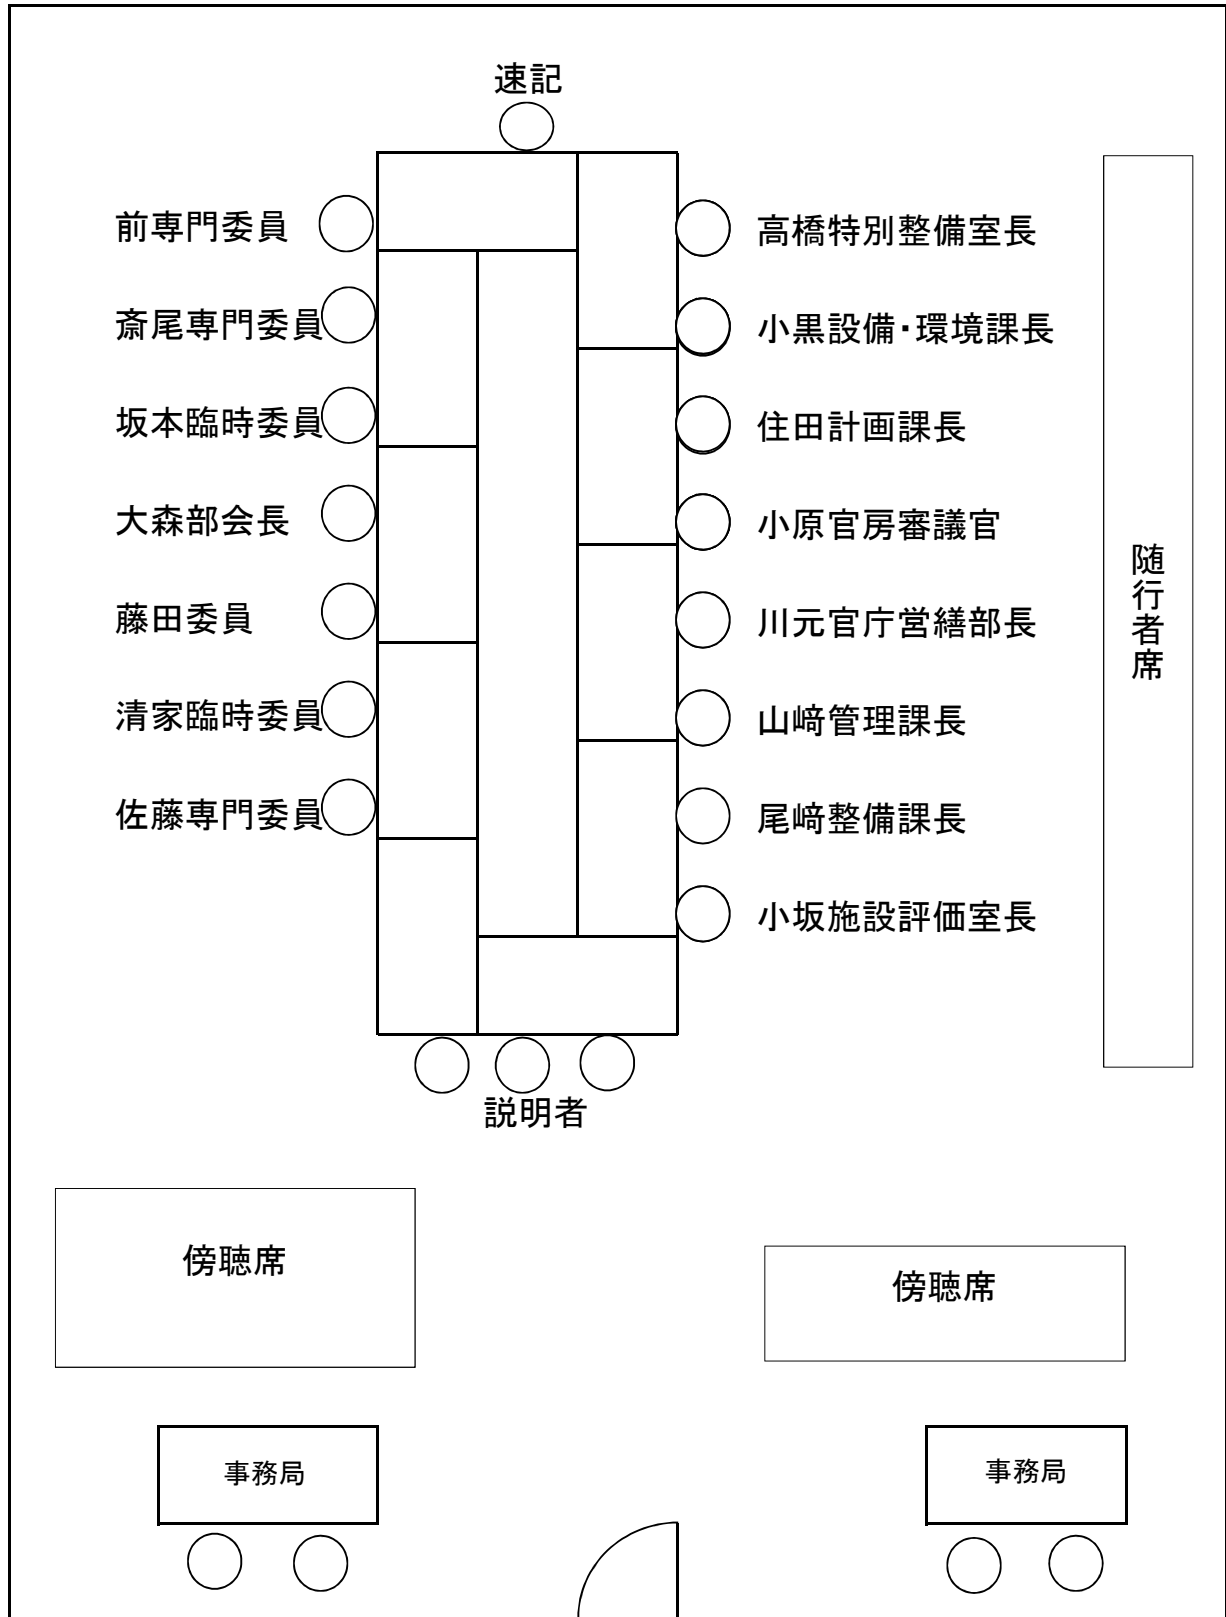 速記
前専門委員
高橋特別整備室長
斎尾専門委員
小黒設備・環境課長
坂本臨時委員
住田計画課長
大森部会長
小原官房審議官
藤田委員
川元官庁営繕部長
清家臨時委員
山﨑管理課長
佐藤専門委員
尾﨑整備課長
小坂施設評価室長
随行者席
説明者
傍聴席
傍聴席
事務局
事務局